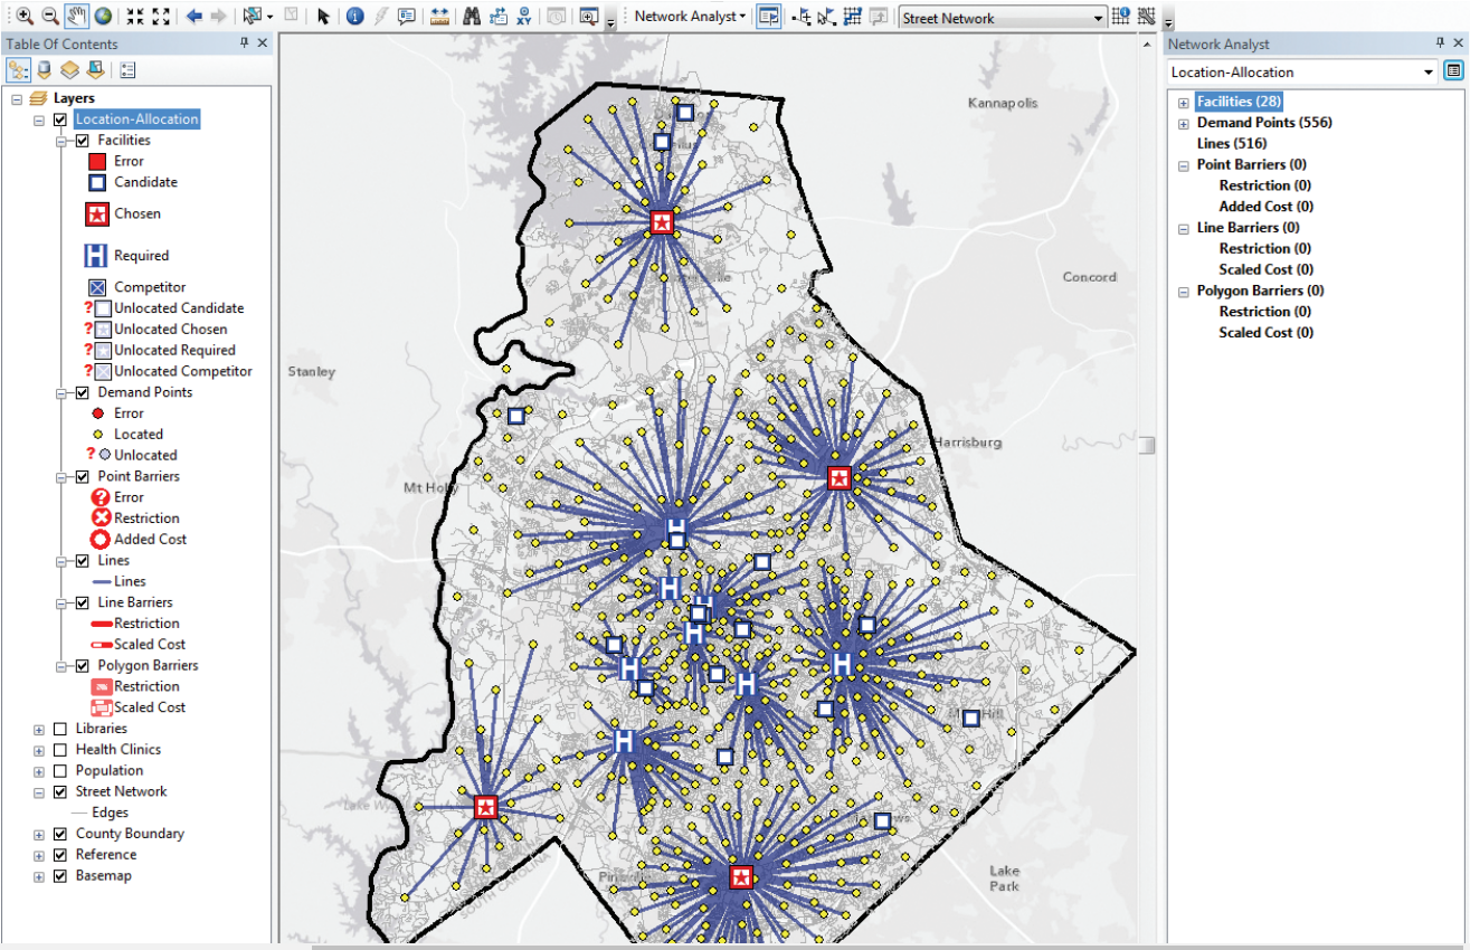 Network Analyst
Street Network
Table Of Contents
Layers
Location-Allocation
Facilities
Error
Candidate
Chosen
Required
Competitor
Unlocated Candidate
Unlocated Chosen
Unlocated Required
Unlocated Competitor
Demand Points
Error
Located
Unlocated
Point Barriers
Error
Restriction
Added Cost
Lines
Lines
Line Barriers
Restriction
Scaled Cost
Polygon Barriers
Restriction
Scaled Cost
Libraries
Health Clinics
Population
Street Network
Edges
County Boundary
Reference
Basemap
Kannapolis
Concord
Stanley
Harrisburg
Lake
Park
Network Analyst
Location-Allocation
Facilities (28)
Demand Points (556)
Lines (516)
Point Barriers (0)
Restriction (0)
Added Cost (0)
Line Barriers (0)
Restriction (0)
Scaled Cost (0)
Polygon Barriers (0)
Restriction (0)
Scaled Cost (0)